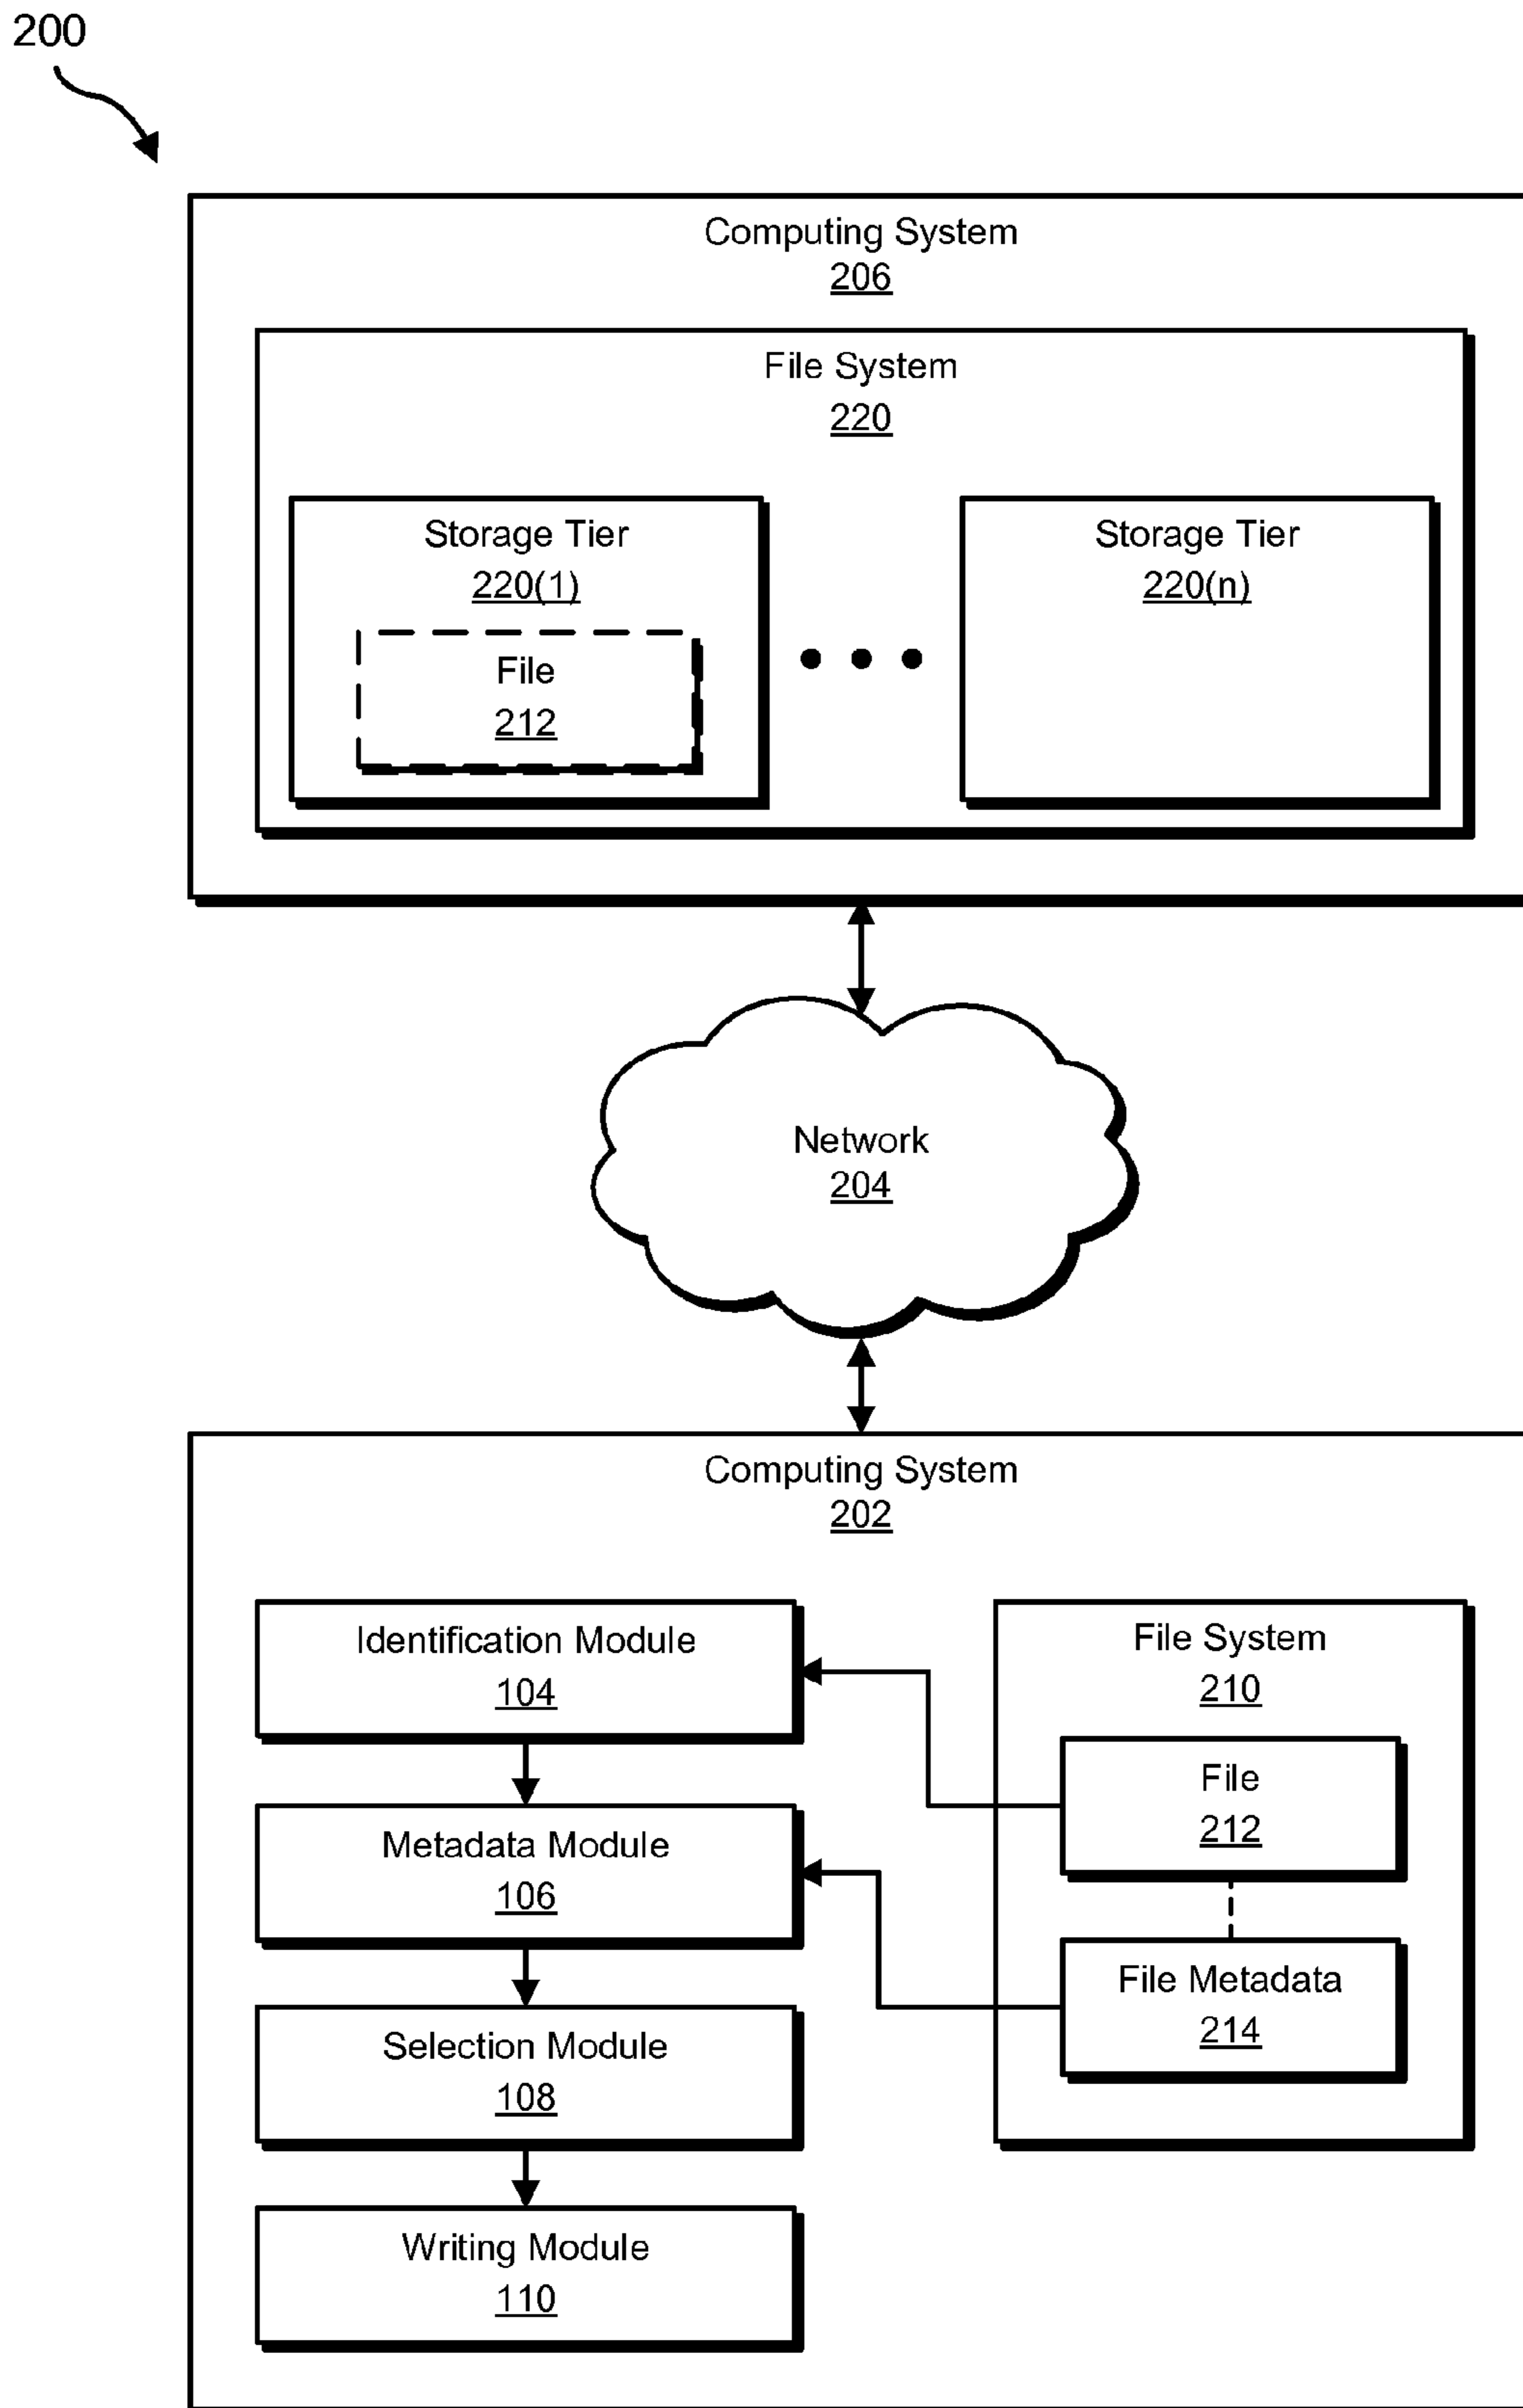 200
Computing System
206
File System
220
Storage Tier
220(1)
File
212
Storage Tier
220(n)
Network
204
Computing System
202
Identification Module
104
Metadata Module
106
Selection Module
108
Writing Module
110
File System
210
File
212
File Metadata
214